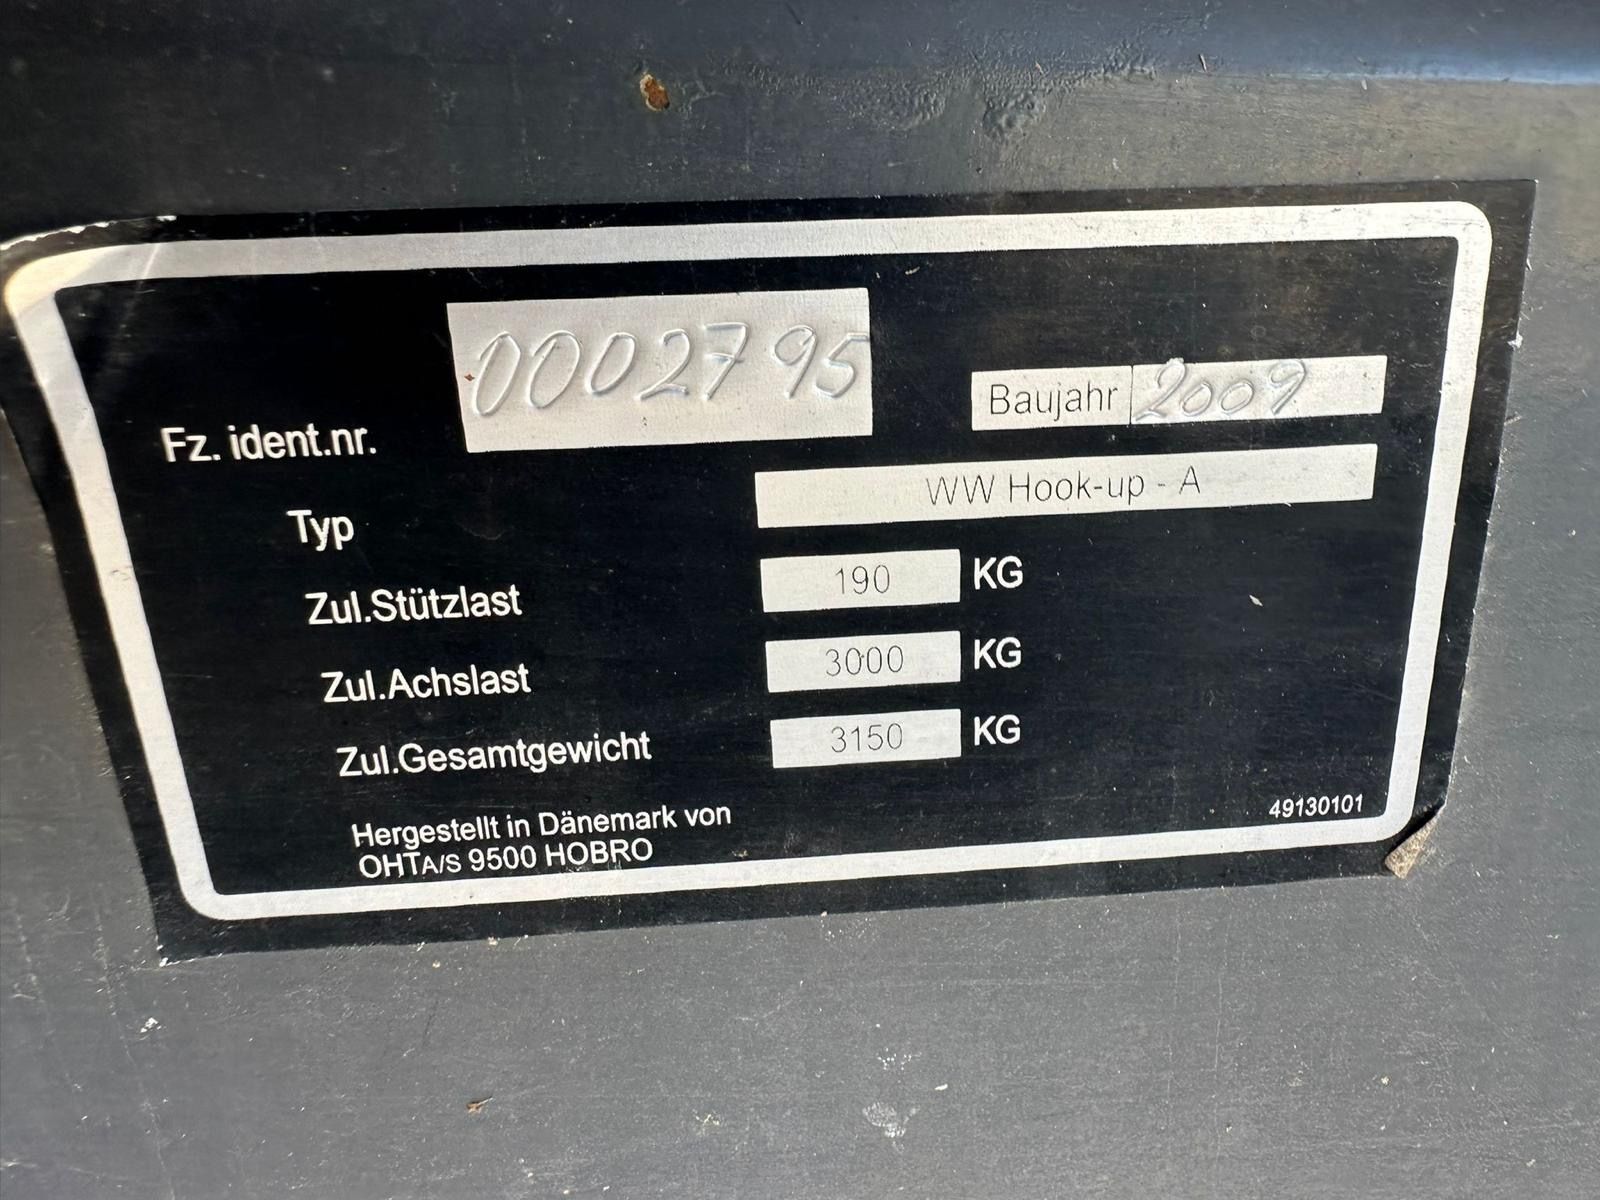 Fz. ident.nr. 0002795
Baujahr 2009
Typ WW Hook-up - A
Zul.Stützlast 190 KG
Zul.Achslast 3000 KG
Zul.Gesamtgewicht 3150 KG
Hergestellt in Dänemark von
OHTA/S 9500 HOBRO
49130101